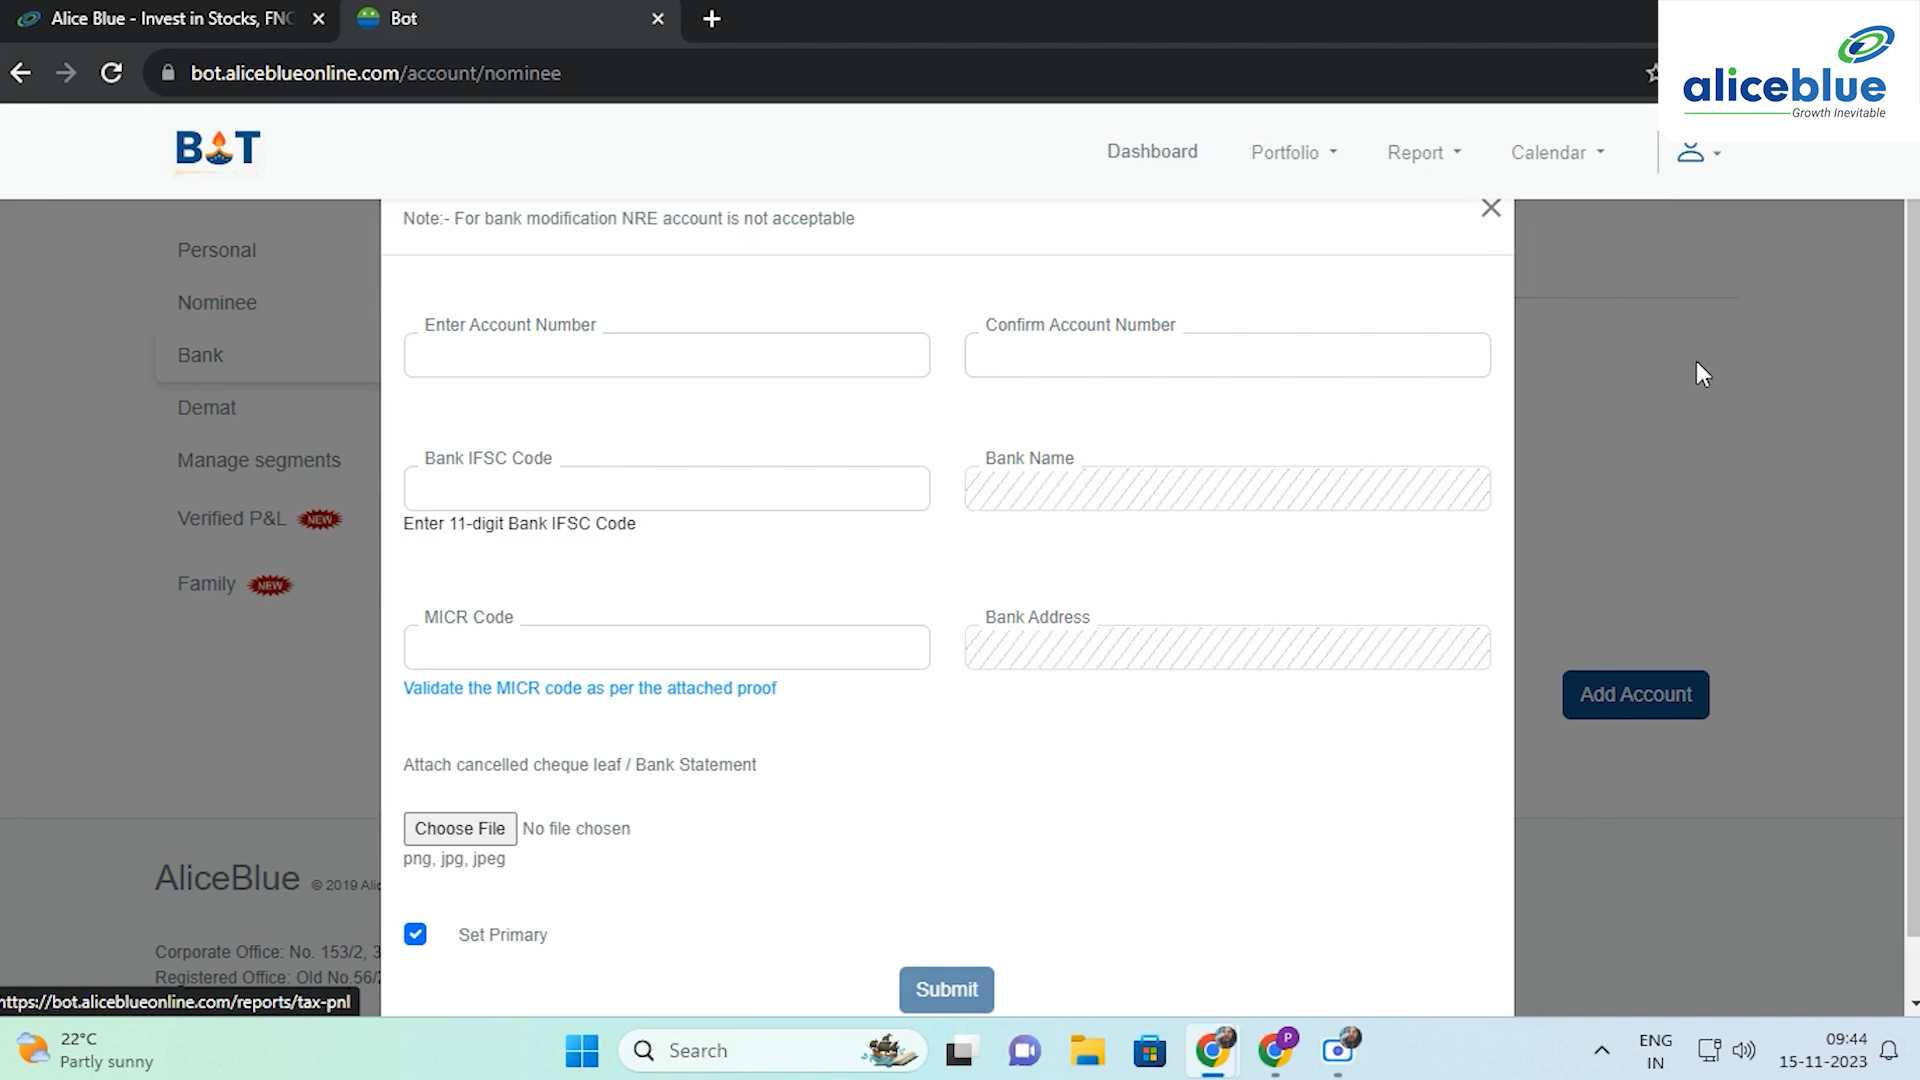 Alice Blue - Invest in Stocks, FNO
Bot
bot.aliceblueonline.com/account/nominee
aliceblue
Growth Inevitable
BOT
Dashboard
Portfolio
Report
Calendar
Note:- For bank modification NRE account is not acceptable
Personal
Nominee
Bank
Demat
Manage segments
Verified P&L NEW
Family NEW
Enter Account Number
Confirm Account Number
Bank IFSC Code
Bank Name
Enter 11-digit Bank IFSC Code
MICR Code
Bank Address
Validate the MICR code as per the attached proof
Add Account
Attach cancelled cheque leaf / Bank Statement
Choose File No file chosen
png, jpg, jpeg
Set Primary
Submit
AliceBlue © 2019 Alic
Corporate Office: No. 153/2, 3
Registered Office: Old No.56/2
https://bot.aliceblueonline.com/reports/tax-pnl
22°C
Partly sunny
Search
P
ENG
IN
09:44
15-11-2023